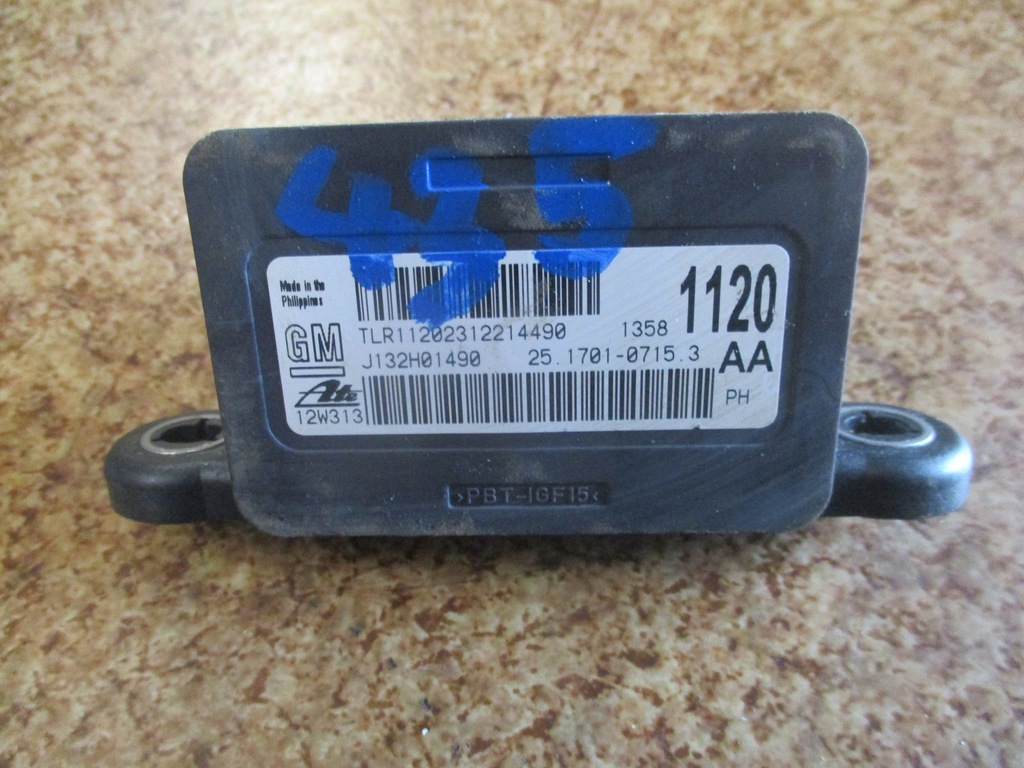 495
Made in the
Philippines
GM
TLR11202312214490 1358 1120
J132H01490 25.1701-0715.3 AA
Ate
12W313 PH
>PBT-IGF15<